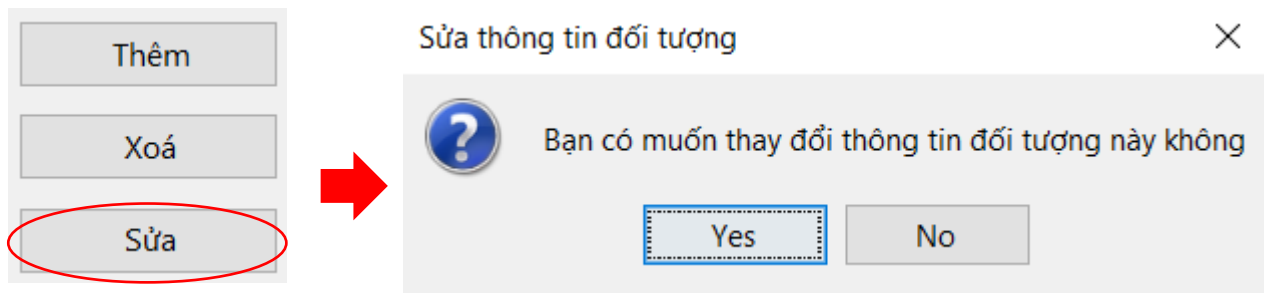 Thêm
Xoá
Sửa
Sửa thông tin đối tượng
Bạn có muốn thay đổi thông tin đối tượng này không
Yes
No